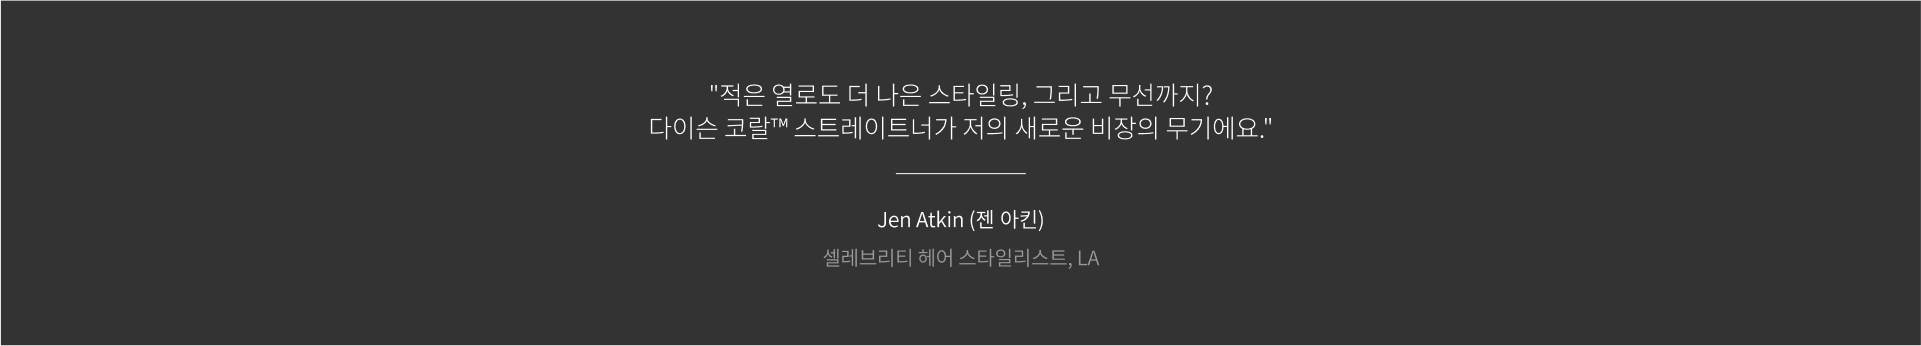 "적은 열로도 더 나은 스타일링, 그리고 무선까지?
다이슨 코랄™ 스트레이트너가 저의 새로운 비장의 무기에요."
Jen Atkin (젠 아킨)
셀레브리티 헤어 스타일리스트, LA